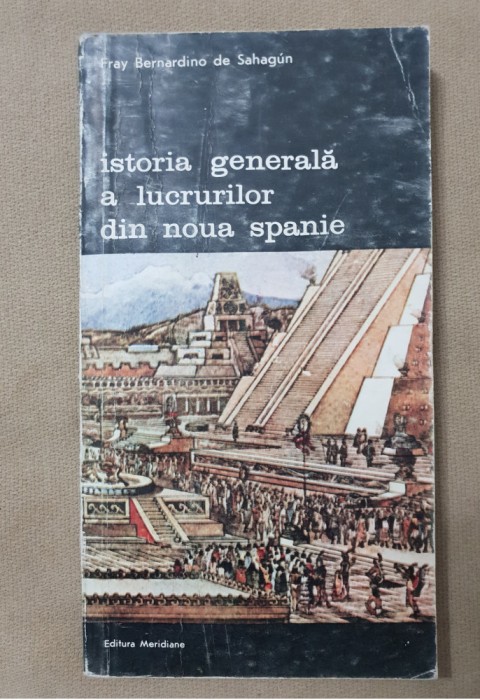 Fray Bernardino de Sahagún
istoria generală
a lucrurilor
din noua spanie
Editura Meridiane